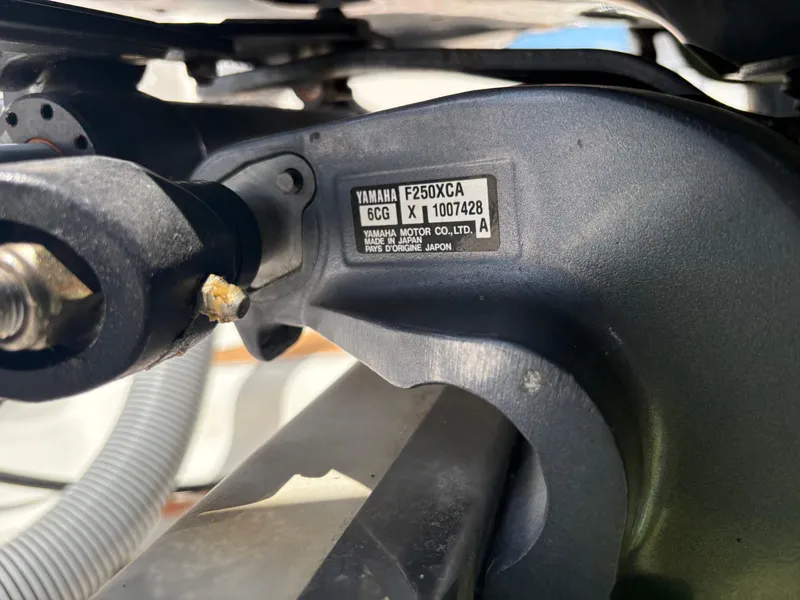 YAMAHA F250XCA
6CG X 1007428
YAMAHA MOTOR CO.,LTD. A
MADE IN JAPAN
PAYS D'ORIGINE JAPON